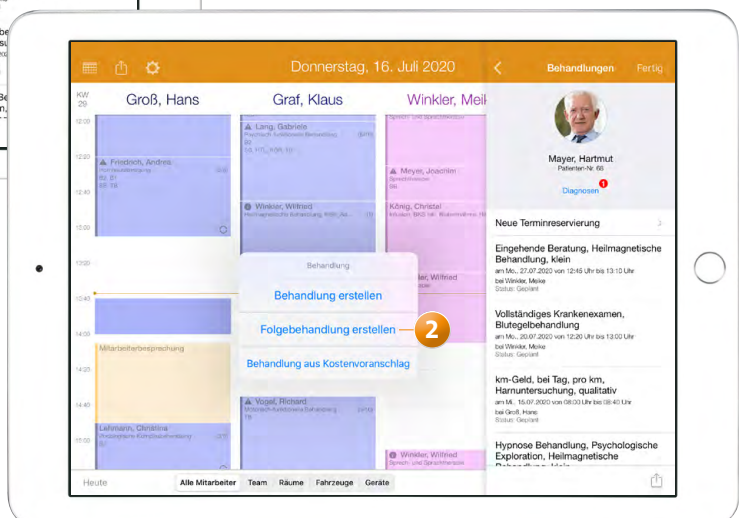 Donnerstag, 16. Juli 2020
Behandlungen
Fertig
KW
29
Groß, Hans
Graf, Klaus
Winkler, Meik
12:00
Lang, Gabriele
12:20
Friedrich, Andrea
Meyer, Joachim
12:40
Winkler, Wilfried
König, Christel
13:00
Behandlung
Behandlung erstellen
Folgebehandlung erstellen
2
Behandlung aus Kostenvoranschlag
14:00
Mitarbeiterbesprechung
14:20
14:40
Vogel, Richard
Lehmann, Christina
15:00
Winkler, Wilfried
Mayer, Hartmut
Patienten-Nr. 66
1
Diagnosen
Neue Terminreservierung
Eingehende Beratung, Heilmagnetische
Behandlung, klein
am Mo., 27.07.2020 von 12:45 Uhr bis 13:10 Uhr
bei Winkler, Meike
Status: Geplant
Vollständiges Krankenexamen,
Blutegelbehandlung
am Mo., 20.07.2020 von 12:20 Uhr bis 13:00 Uhr
bei Winkler, Meike
Status: Geplant
km-Geld, bei Tag, pro km,
Harnuntersuchung, qualitativ
am Mi., 15.07.2020 von 08:00 Uhr bis 08:40 Uhr
bei Groß, Hans
Status: Geplant
Hypnose Behandlung, Psychologische
Exploration, Heilmagnetische
Behandlung, klein
Heute
Alle Mitarbeiter
Team
Räume
Fahrzeuge
Geräte